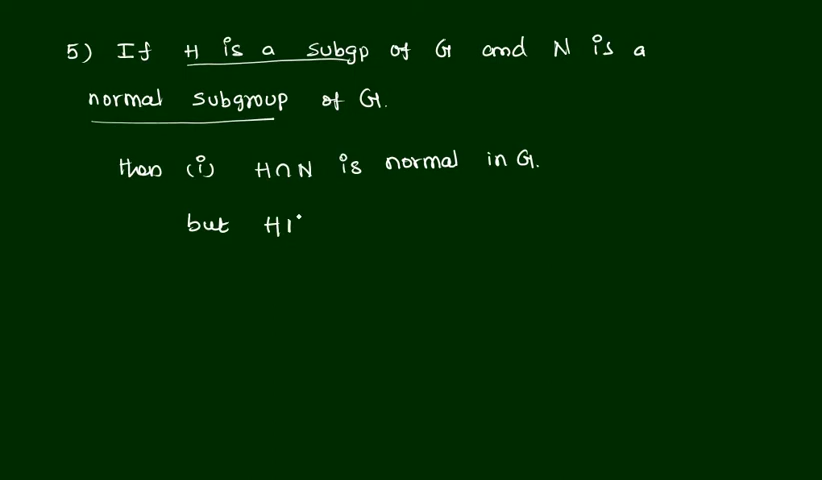 5) If H is a subgp of G and N is a
normal subgroup of G.
then (i) H∩N is normal in G.
but H